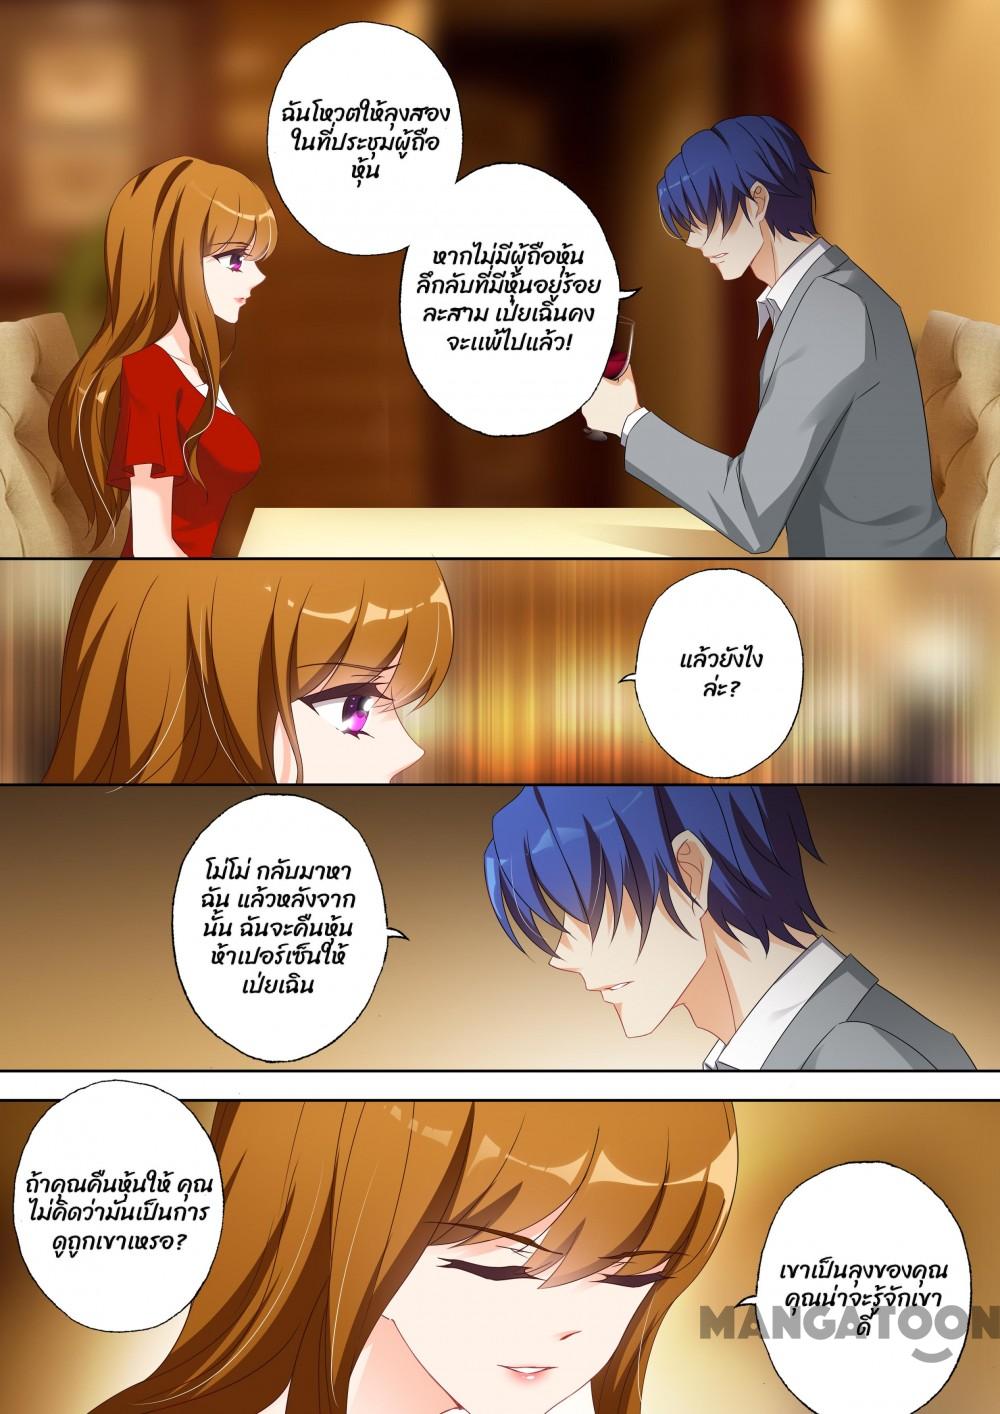 ฉันโหวตให้ลุงสอง
ในที่ประชุมผู้ถือ
หุ้น
หากไม่มีผู้ถือหุ้น
ลึกลับที่มีหุ้นอยู่ร้อย
ละสาม เป่ยเฉินคง
จะแพ้ไปแล้ว!
แล้วยังไง
ล่ะ?
โม่โม่ กลับมาหา
ฉัน แล้วหลังจาก
นั้น ฉันจะคืนหุ้น
ห้าเปอร์เซ็นให้
เป่ยเฉิน
ถ้าคุณคืนหุ้นให้ คุณ
ไม่คิดว่ามันเป็นการ
ดูถูกเขาเหรอ?
เขาเป็นลุงของคุณ
คุณน่าจะรู้จักเขา
ดี
MANGATOON